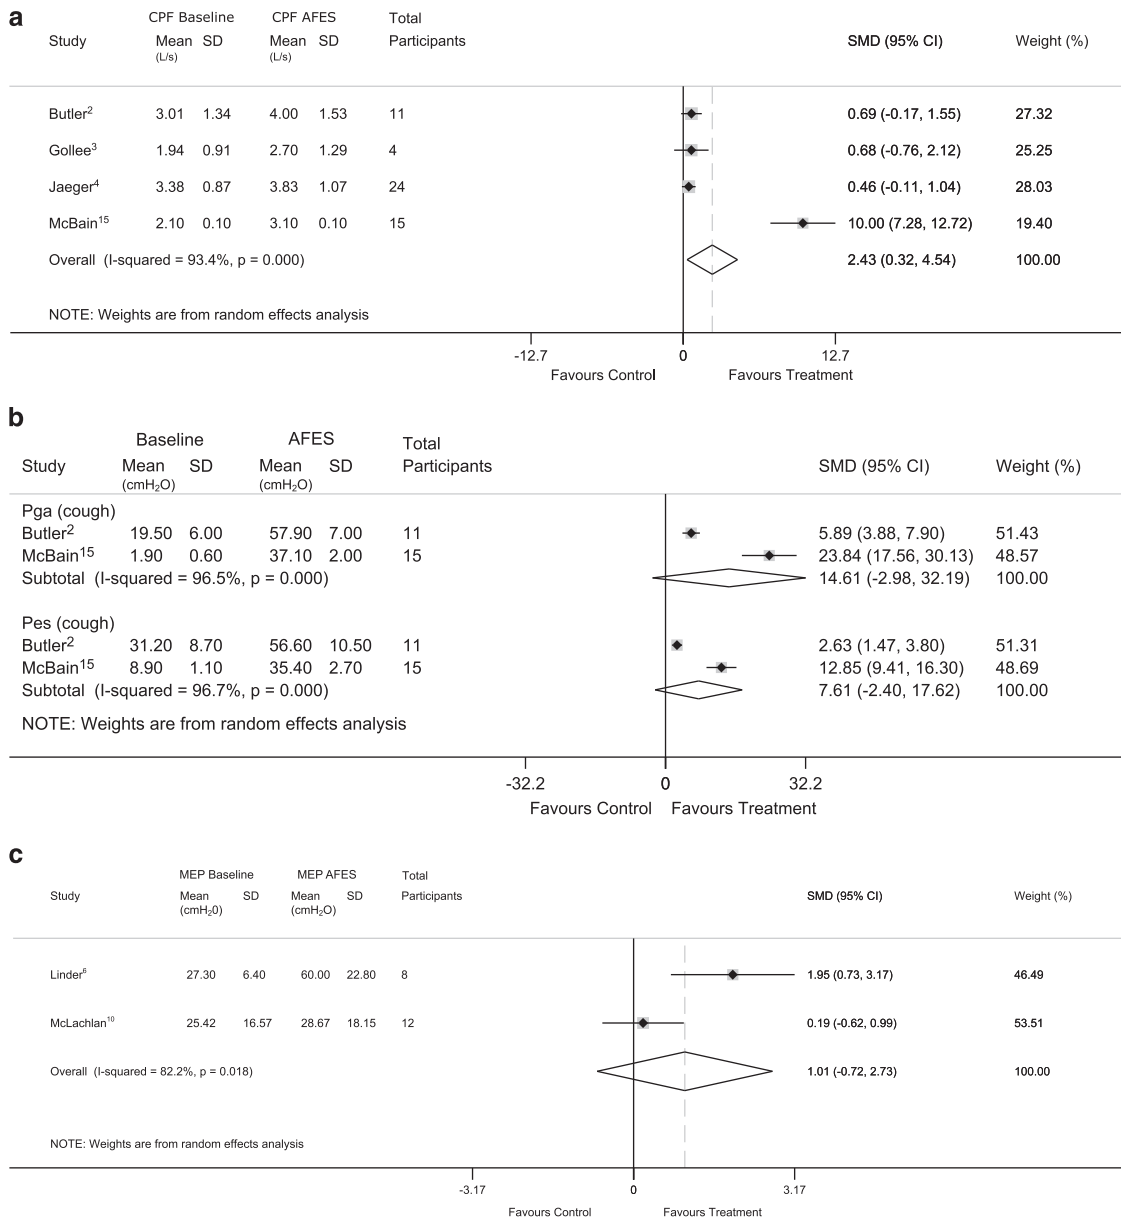 a
CPF Baseline CPF AFES Total
Study Mean SD Mean SD Participants SMD (95% CI) Weight (%)
(L/s) (L/s)
Butler2 3.01 1.34 4.00 1.53 11 0.69 (-0.17, 1.55) 27.32
Gollee3 1.94 0.91 2.70 1.29 4 0.68 (-0.76, 2.12) 25.25
Jaeger4 3.38 0.87 3.83 1.07 24 0.46 (-0.11, 1.04) 28.03
McBain15 2.10 0.10 3.10 0.10 15 10.00 (7.28, 12.72) 19.40
Overall (I-squared = 93.4%, p = 0.000) 2.43 (0.32, 4.54) 100.00
NOTE: Weights are from random effects analysis
-12.7 0 12.7
Favours Control Favours Treatment
b
Baseline AFES Total
Study Mean SD Mean SD Participants SMD (95% CI) Weight (%)
(cmH2O) (cmH2O)
Pga (cough)
Butler2 19.50 6.00 57.90 7.00 11 5.89 (3.88, 7.90) 51.43
McBain15 1.90 0.60 37.10 2.00 15 23.84 (17.56, 30.13) 48.57
Subtotal (I-squared = 96.5%, p = 0.000) 14.61 (-2.98, 32.19) 100.00
Pes (cough)
Butler2 31.20 8.70 56.60 10.50 11 2.63 (1.47, 3.80) 51.31
McBain15 8.90 1.10 35.40 2.70 15 12.85 (9.41, 16.30) 48.69
Subtotal (I-squared = 96.7%, p = 0.000) 7.61 (-2.40, 17.62) 100.00
NOTE: Weights are from random effects analysis
-32.2 0 32.2
Favours Control Favours Treatment
c
MEP Baseline MEP AFES Total
Study Mean SD Mean SD Participants SMD (95% CI) Weight (%)
(cmH20) (cmH2O)
Linder6 27.30 6.40 60.00 22.80 8 1.95 (0.73, 3.17) 46.49
McLachlan10 25.42 16.57 28.67 18.15 12 0.19 (-0.62, 0.99) 53.51
Overall (I-squared = 82.2%, p = 0.018) 1.01 (-0.72, 2.73) 100.00
NOTE: Weights are from random effects analysis
-3.17 0 3.17
Favours Control Favours Treatment